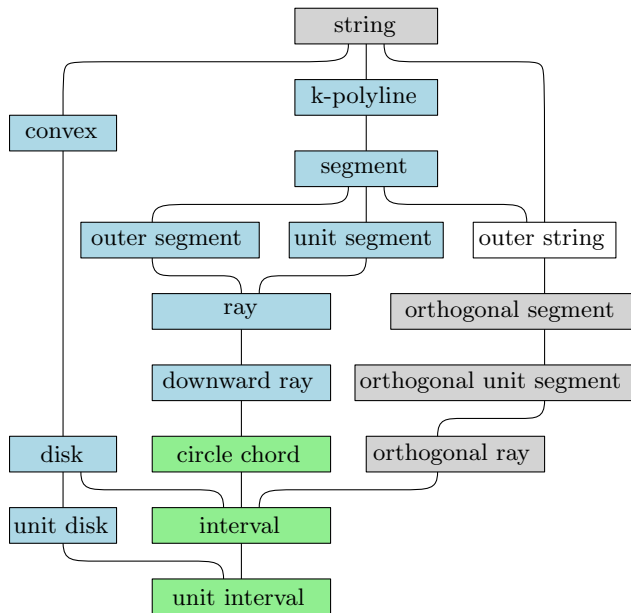 string
k-polyline
convex
segment
outer segment
unit segment
outer string
ray
orthogonal segment
downward ray
orthogonal unit segment
disk
circle chord
orthogonal ray
unit disk
interval
unit interval